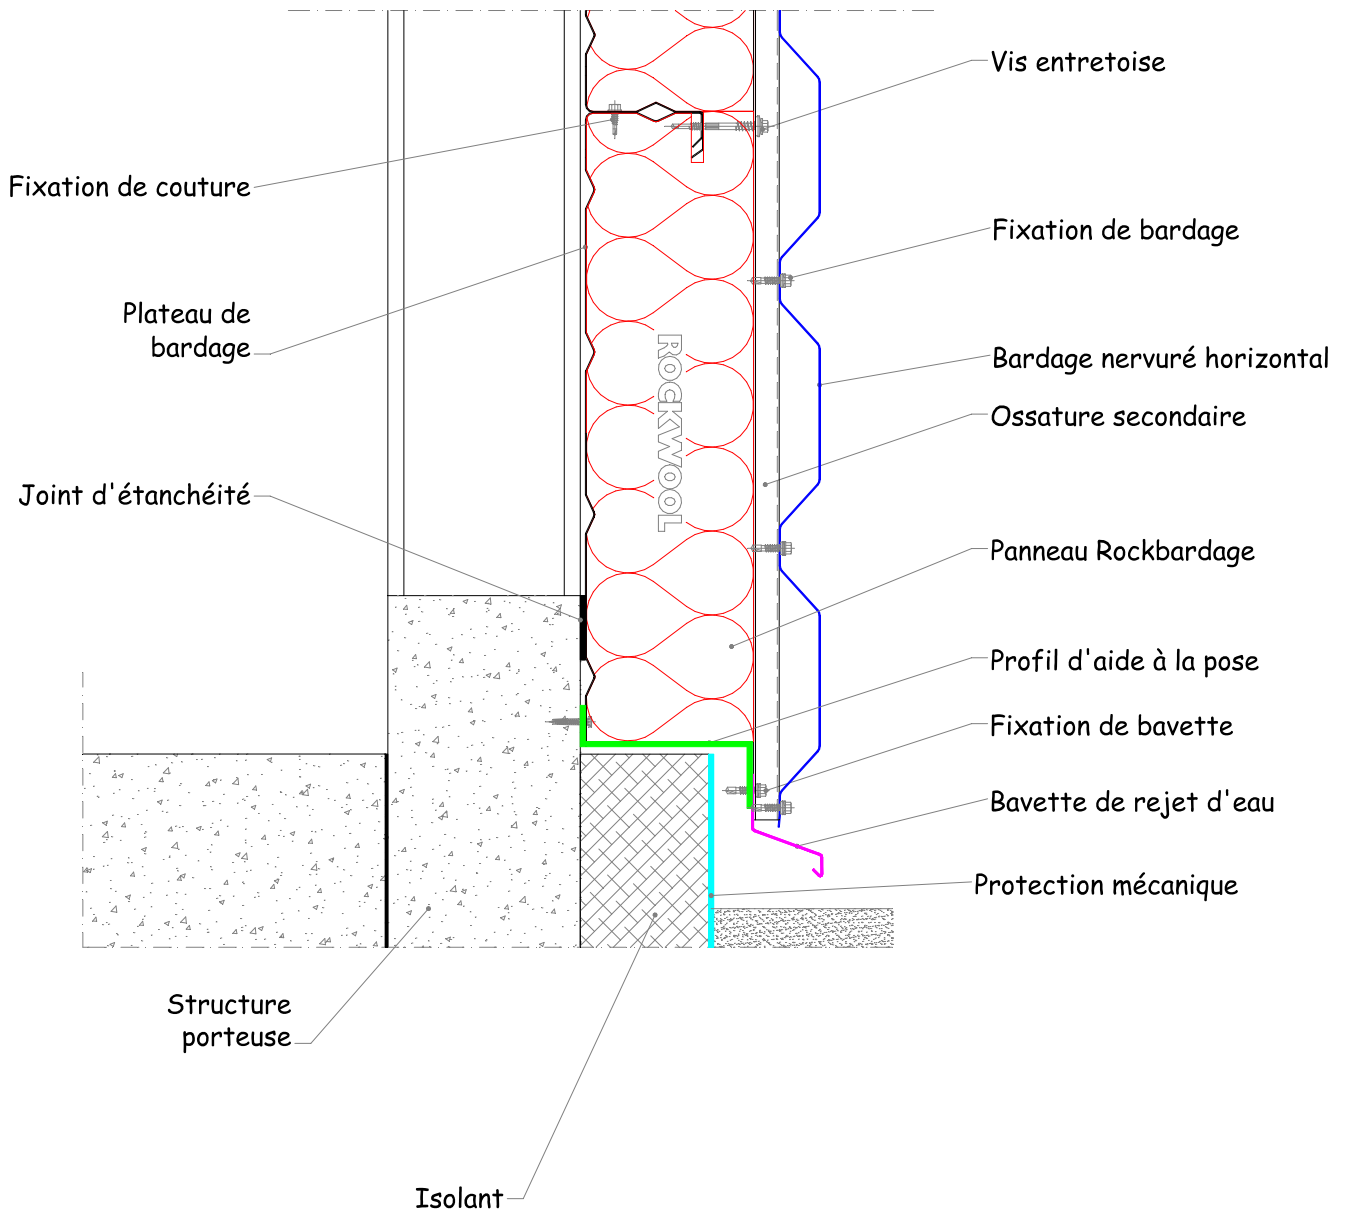 Vis entretoise
Fixation de couture
Fixation de bardage
Plateau de
bardage
ROCKWOOL
Bardage nervuré horizontal
Ossature secondaire
Joint d'étanchéité
Panneau Rockbardage
Profil d'aide à la pose
Fixation de bavette
Bavette de rejet d'eau
Protection mécanique
Structure
porteuse
Isolant